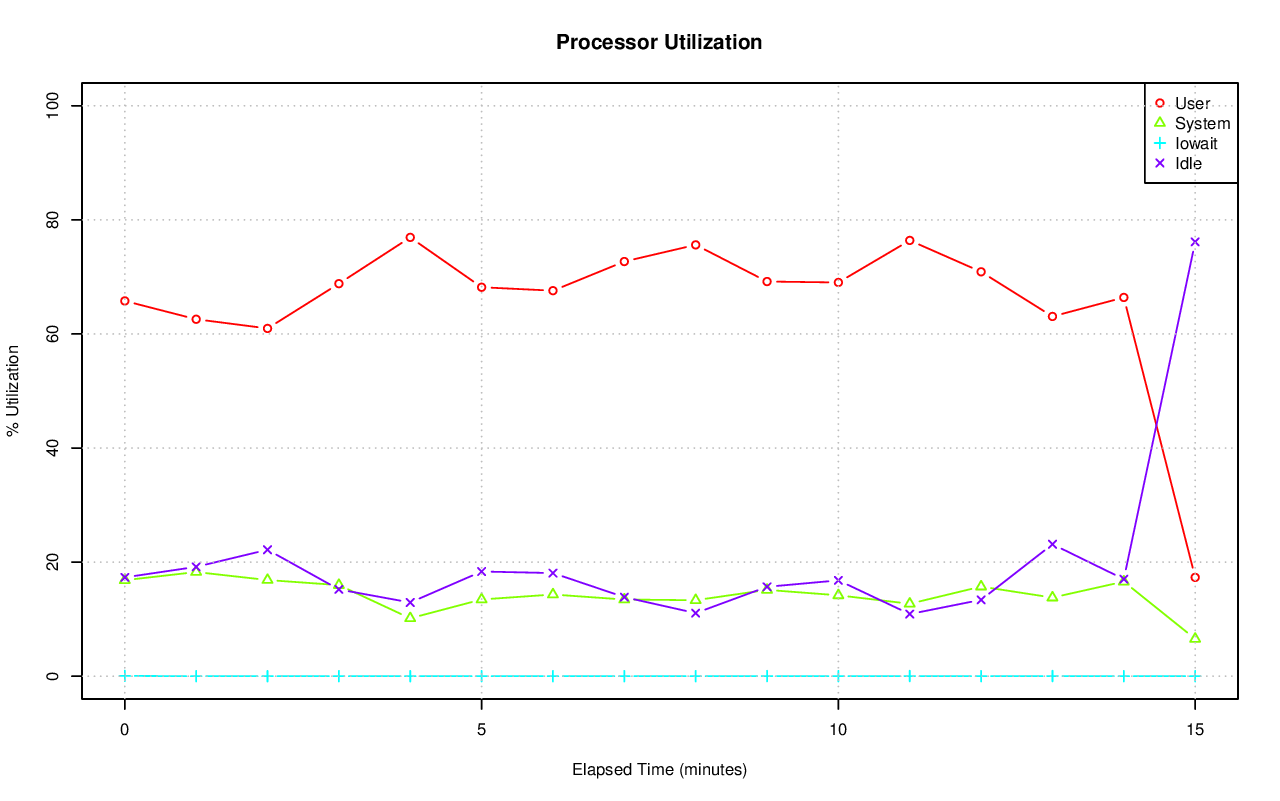 Processor Utilization
User
System
Iowait
Idle
% Utilization
100
80
60
40
20
0
0 5 10 15
Elapsed Time (minutes)